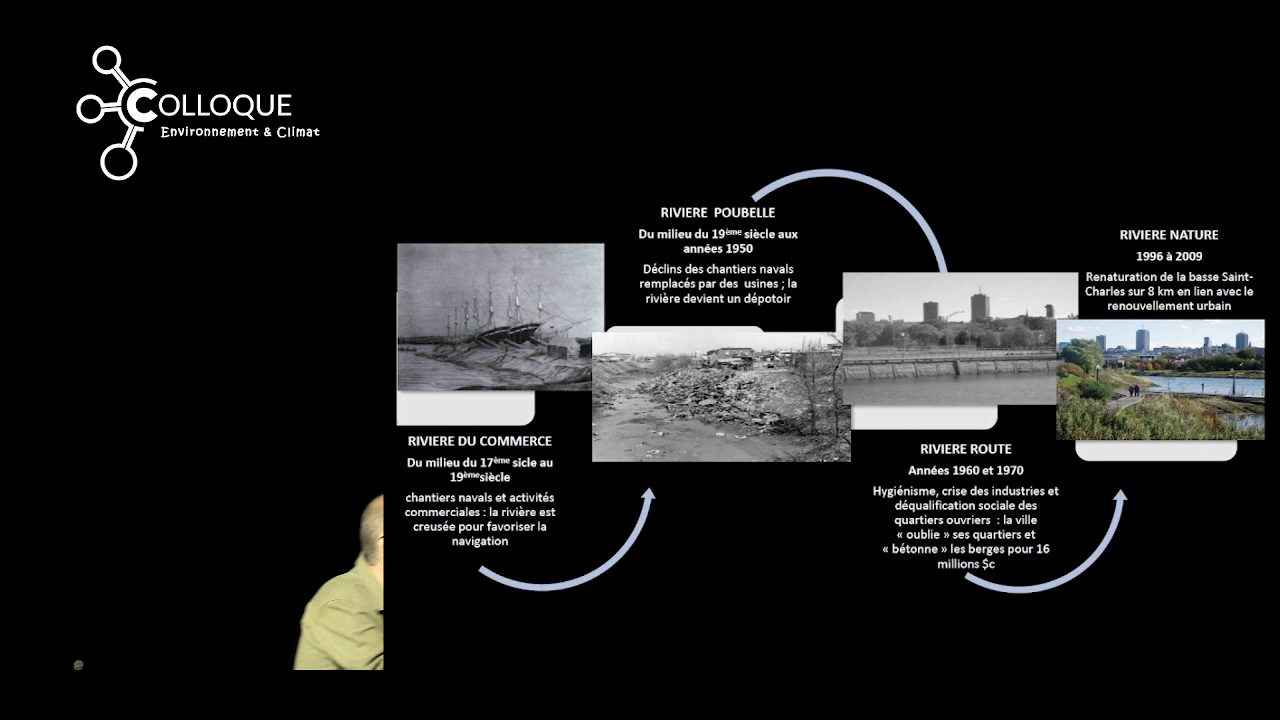 COLLOQUE
Environnement & Climat
RIVIERE DU COMMERCE
Du milieu du 17ème sicle au
19èmesiècle
chantiers navals et activités
commerciales : la rivière est
creusée pour favoriser la
navigation
RIVIERE POUBELLE
Du milieu du 19ème siècle aux
années 1950
Déclins des chantiers navals
remplacés par des usines ; la
rivière devient un dépotoir
RIVIERE ROUTE
Années 1960 et 1970
Hygiénisme, crise des industries et
déqualification sociale des
quartiers ouvriers : la ville
« oublie » ses quartiers et
« bétonne » les berges pour 16
millions $c
RIVIERE NATURE
1996 à 2009
Renaturation de la basse Saint-
Charles sur 8 km en lien avec le
renouvellement urbain